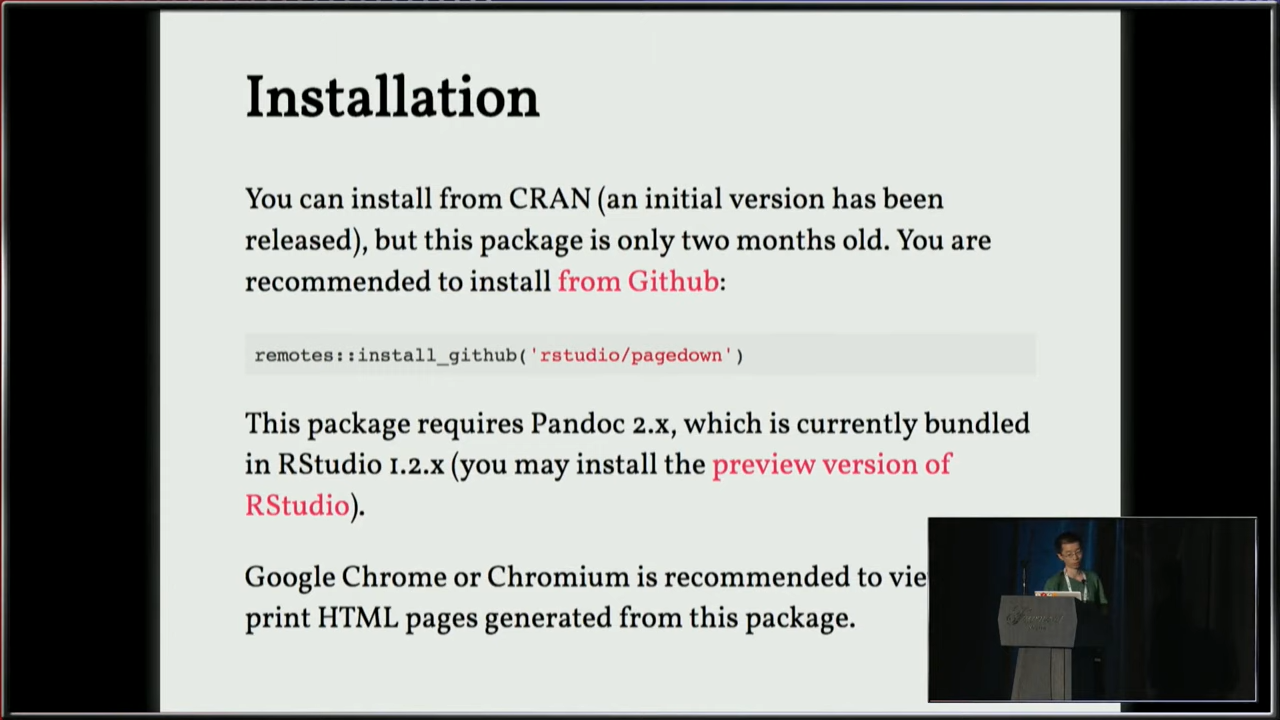 Installation
You can install from CRAN (an initial version has been
released), but this package is only two months old. You are
recommended to install from Github:
remotes::install_github('rstudio/pagedown')
This package requires Pandoc 2.x, which is currently bundled
in RStudio 1.2.x (you may install the preview version of
RStudio).
Google Chrome or Chromium is recommended to
print HTML pages generated from this package.